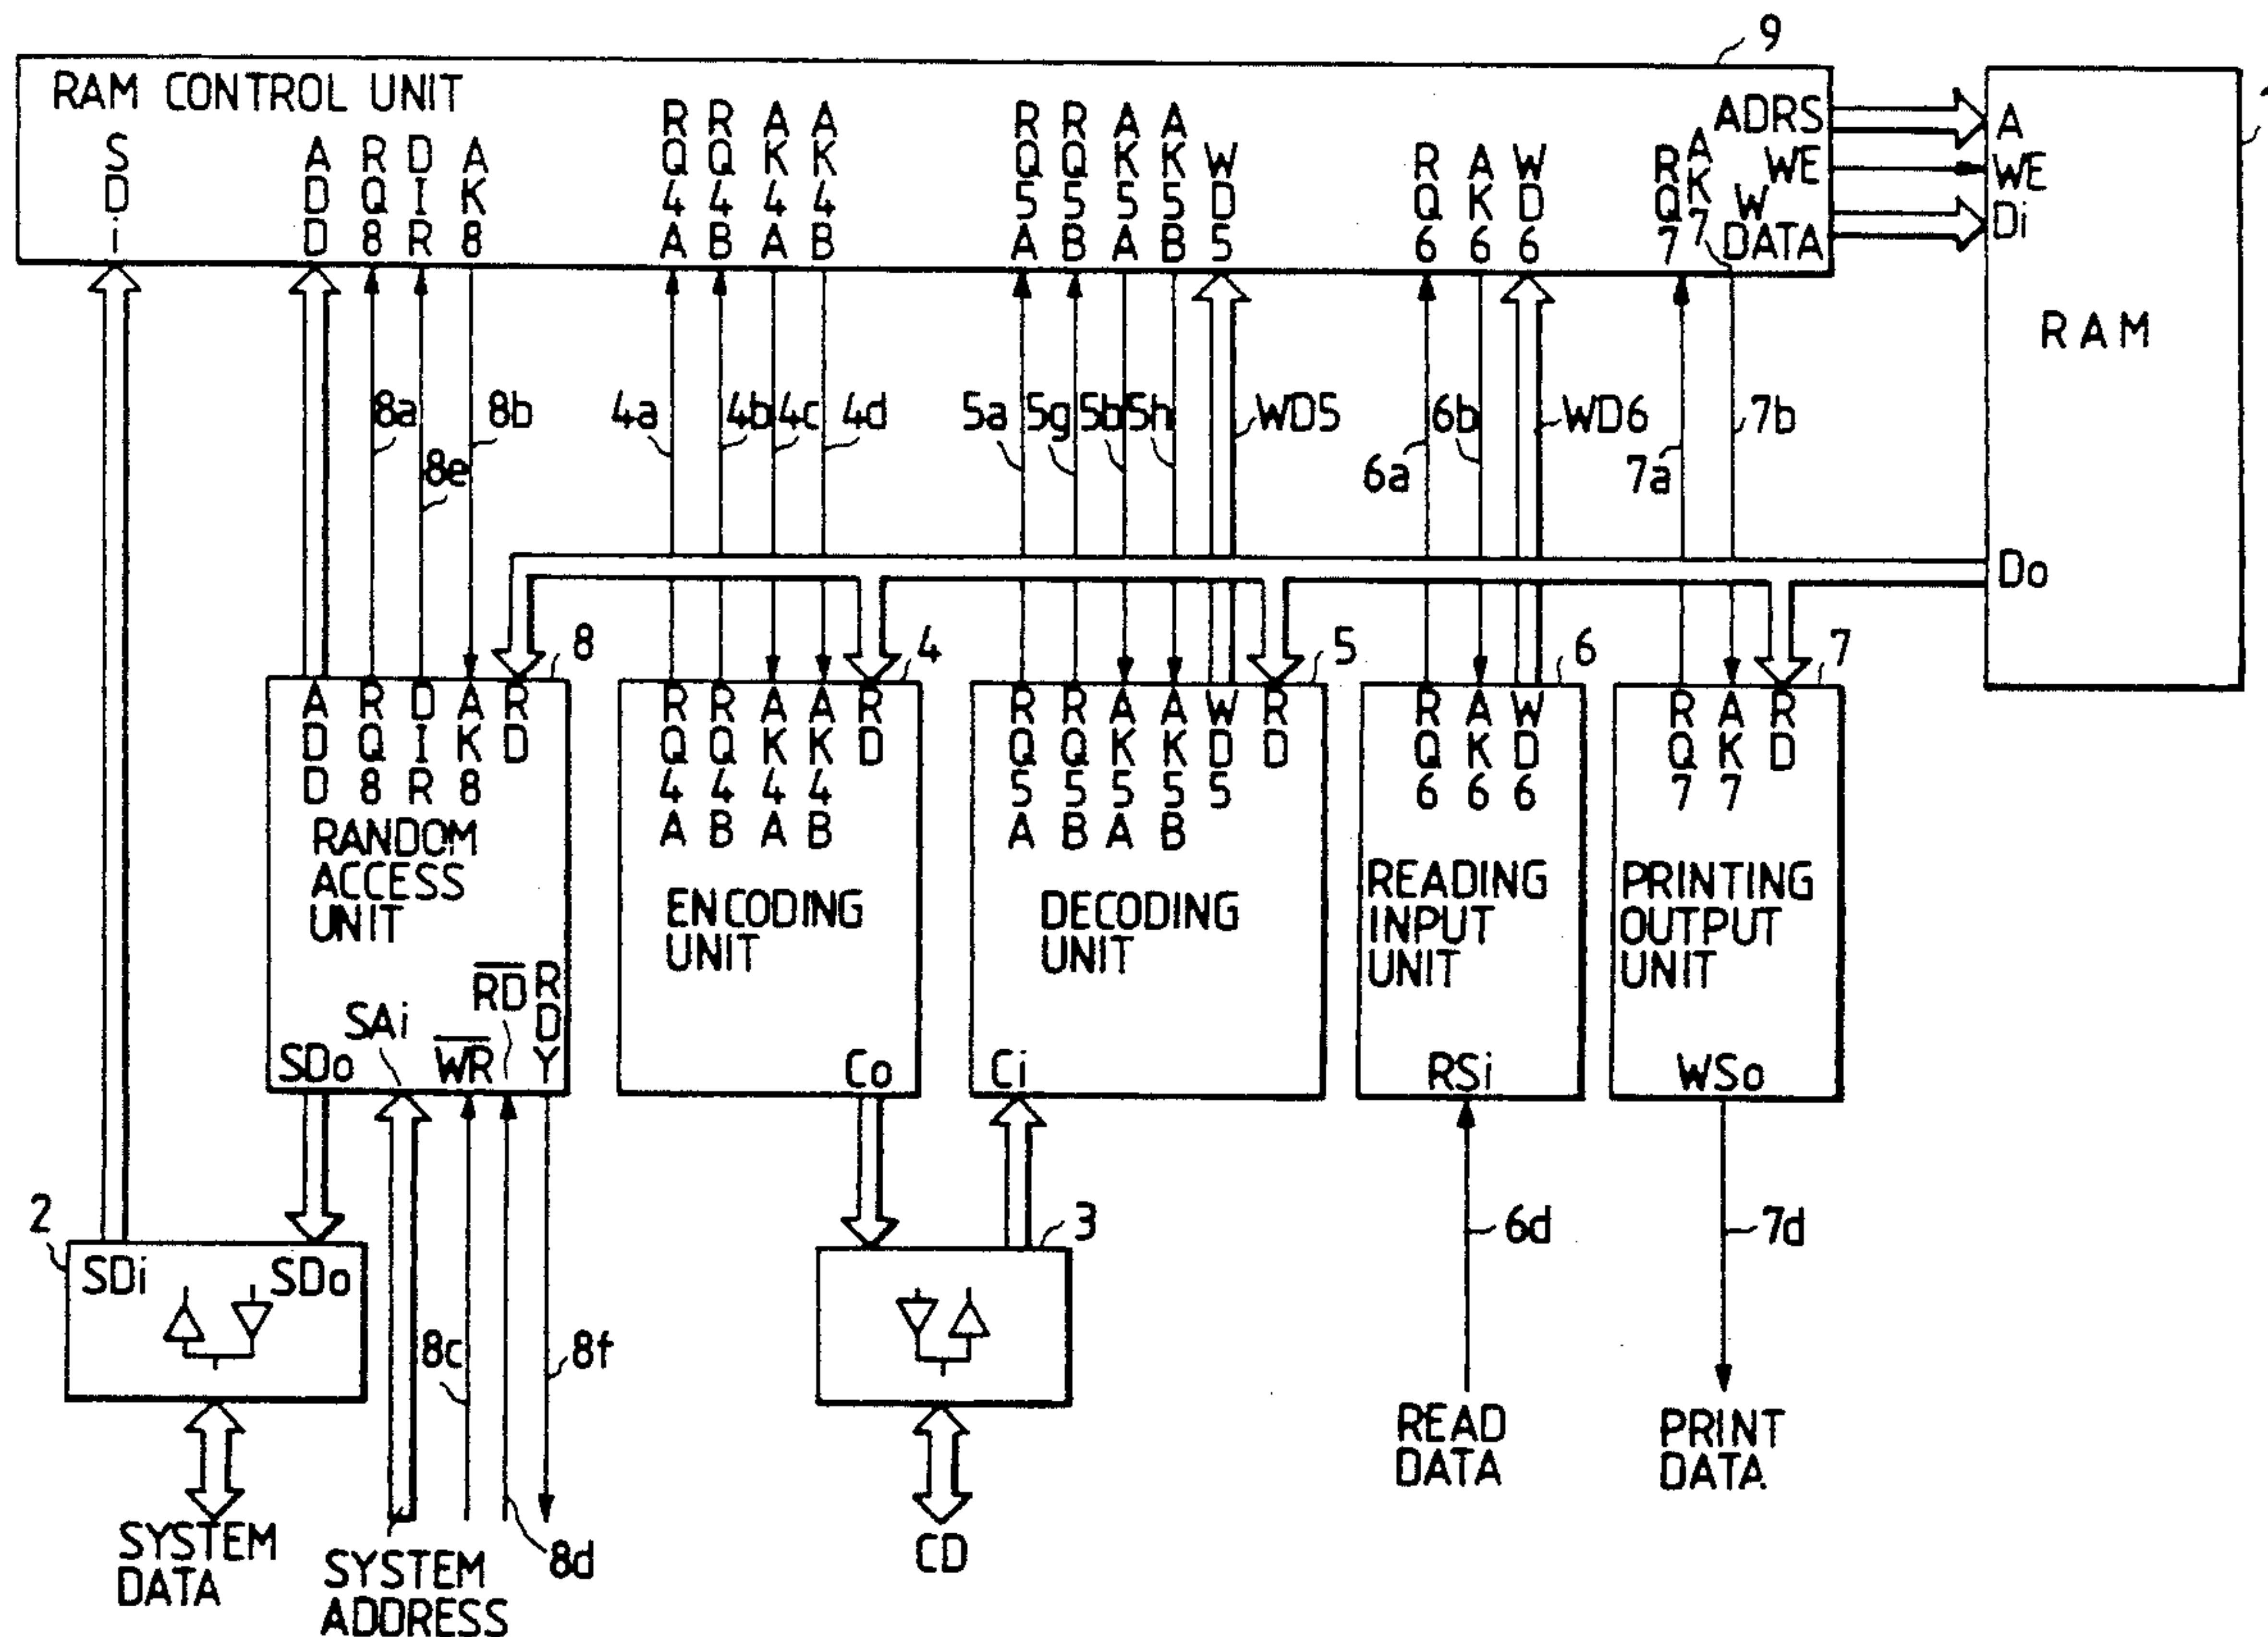 9
RAM CONTROL UNIT
SDi
ADD
RQ8
DIR
AK8
RQ4A
RQ4B
AK4A
AK4B
RQ5A
RQ5B
AK5A
AK5B
WD5
RQ6
AK6
WD6
RQ7
AK7
ADRS
WE
W DATA
A
WE
Di
RAM
Do
8a
8e
8b
4a
4b
4c
4d
5a
5g
5b
5h
WD5
6a
6b
WD6
7a
7b
8
4
5
6
7
ADD
RQ8
DIR
AK8
RD
RANDOM
ACCESS
UNIT
SDo
SAi
WR
RD
RDY
RQ4A
RQ4B
AK4A
AK4B
RD
ENCODING
UNIT
Co
RQ5A
RQ5B
AK5A
AK5B
WD5
RD
DECODING
UNIT
Ci
RQ6
AK6
WD6
READING
INPUT
UNIT
RSi
RQ7
AK7
RD
PRINTING
OUTPUT
UNIT
WSo
2
SDi
SDo
3
8c
8f
8d
6d
7d
SYSTEM
DATA
SYSTEM
ADDRESS
CD
READ
DATA
PRINT
DATA